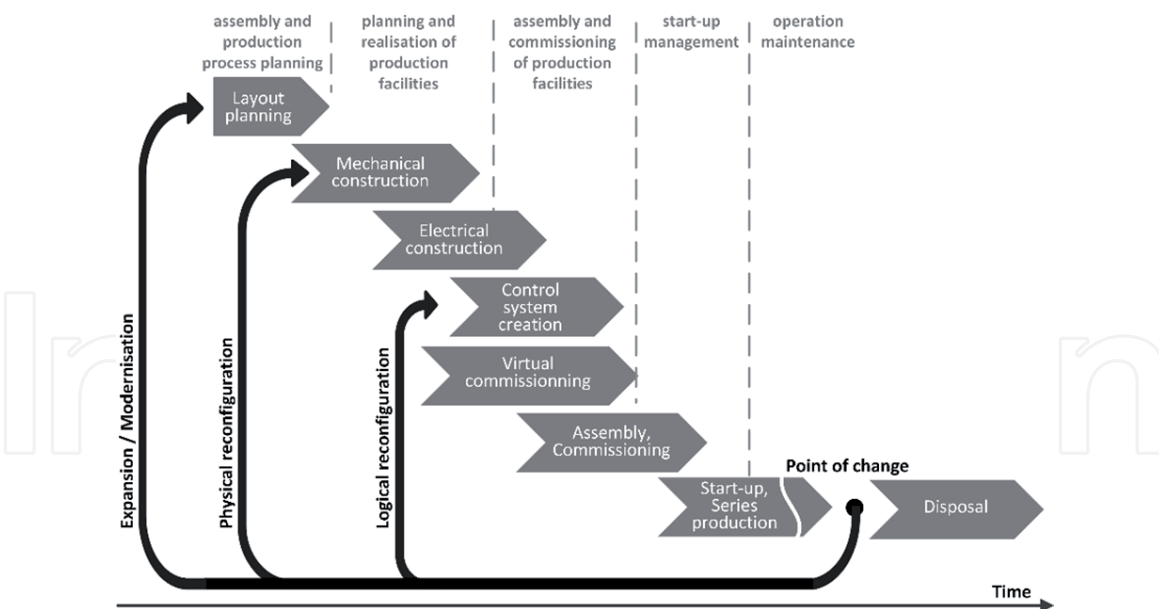 assembly and
production
process planning
planning and
realisation of
production
facilities
assembly and
commissioning
of production
facilities
start-up
management
operation
maintenance
Layout
planning
Mechanical
construction
Electrical
construction
Control
system
creation
Virtual
commissionning
Assembly,
Commissioning
Start-up,
Series
production
Point of change
Disposal
Expansion / Modernisation
Physical reconfiguration
Logical reconfiguration
Time